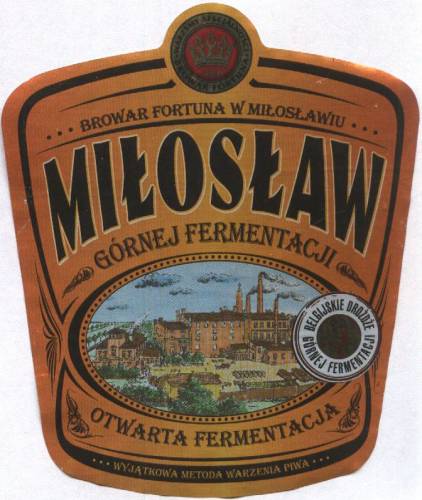 BROWAR FORTUNA W MIŁOSŁAWIU
MIŁOSŁAW
GÓRNEJ FERMENTACJI
BELGIJSKIE DROŻDŻE
GÓRNEJ FERMENTACJI
OTWARTA FERMENTACJA
WYJĄTKOWA METODA WARZENIA PIWA